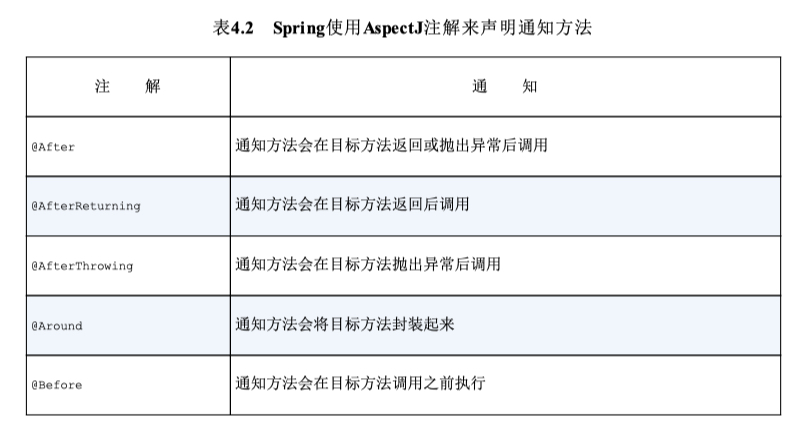 表4.2 Spring使用AspectJ注解来声明通知方法
注 解 通 知
@After 通知方法会在目标方法返回或抛出异常后调用
@AfterReturning 通知方法会在目标方法返回后调用
@AfterThrowing 通知方法会在目标方法抛出异常后调用
@Around 通知方法会将目标方法封装起来
@Before 通知方法会在目标方法调用之前执行